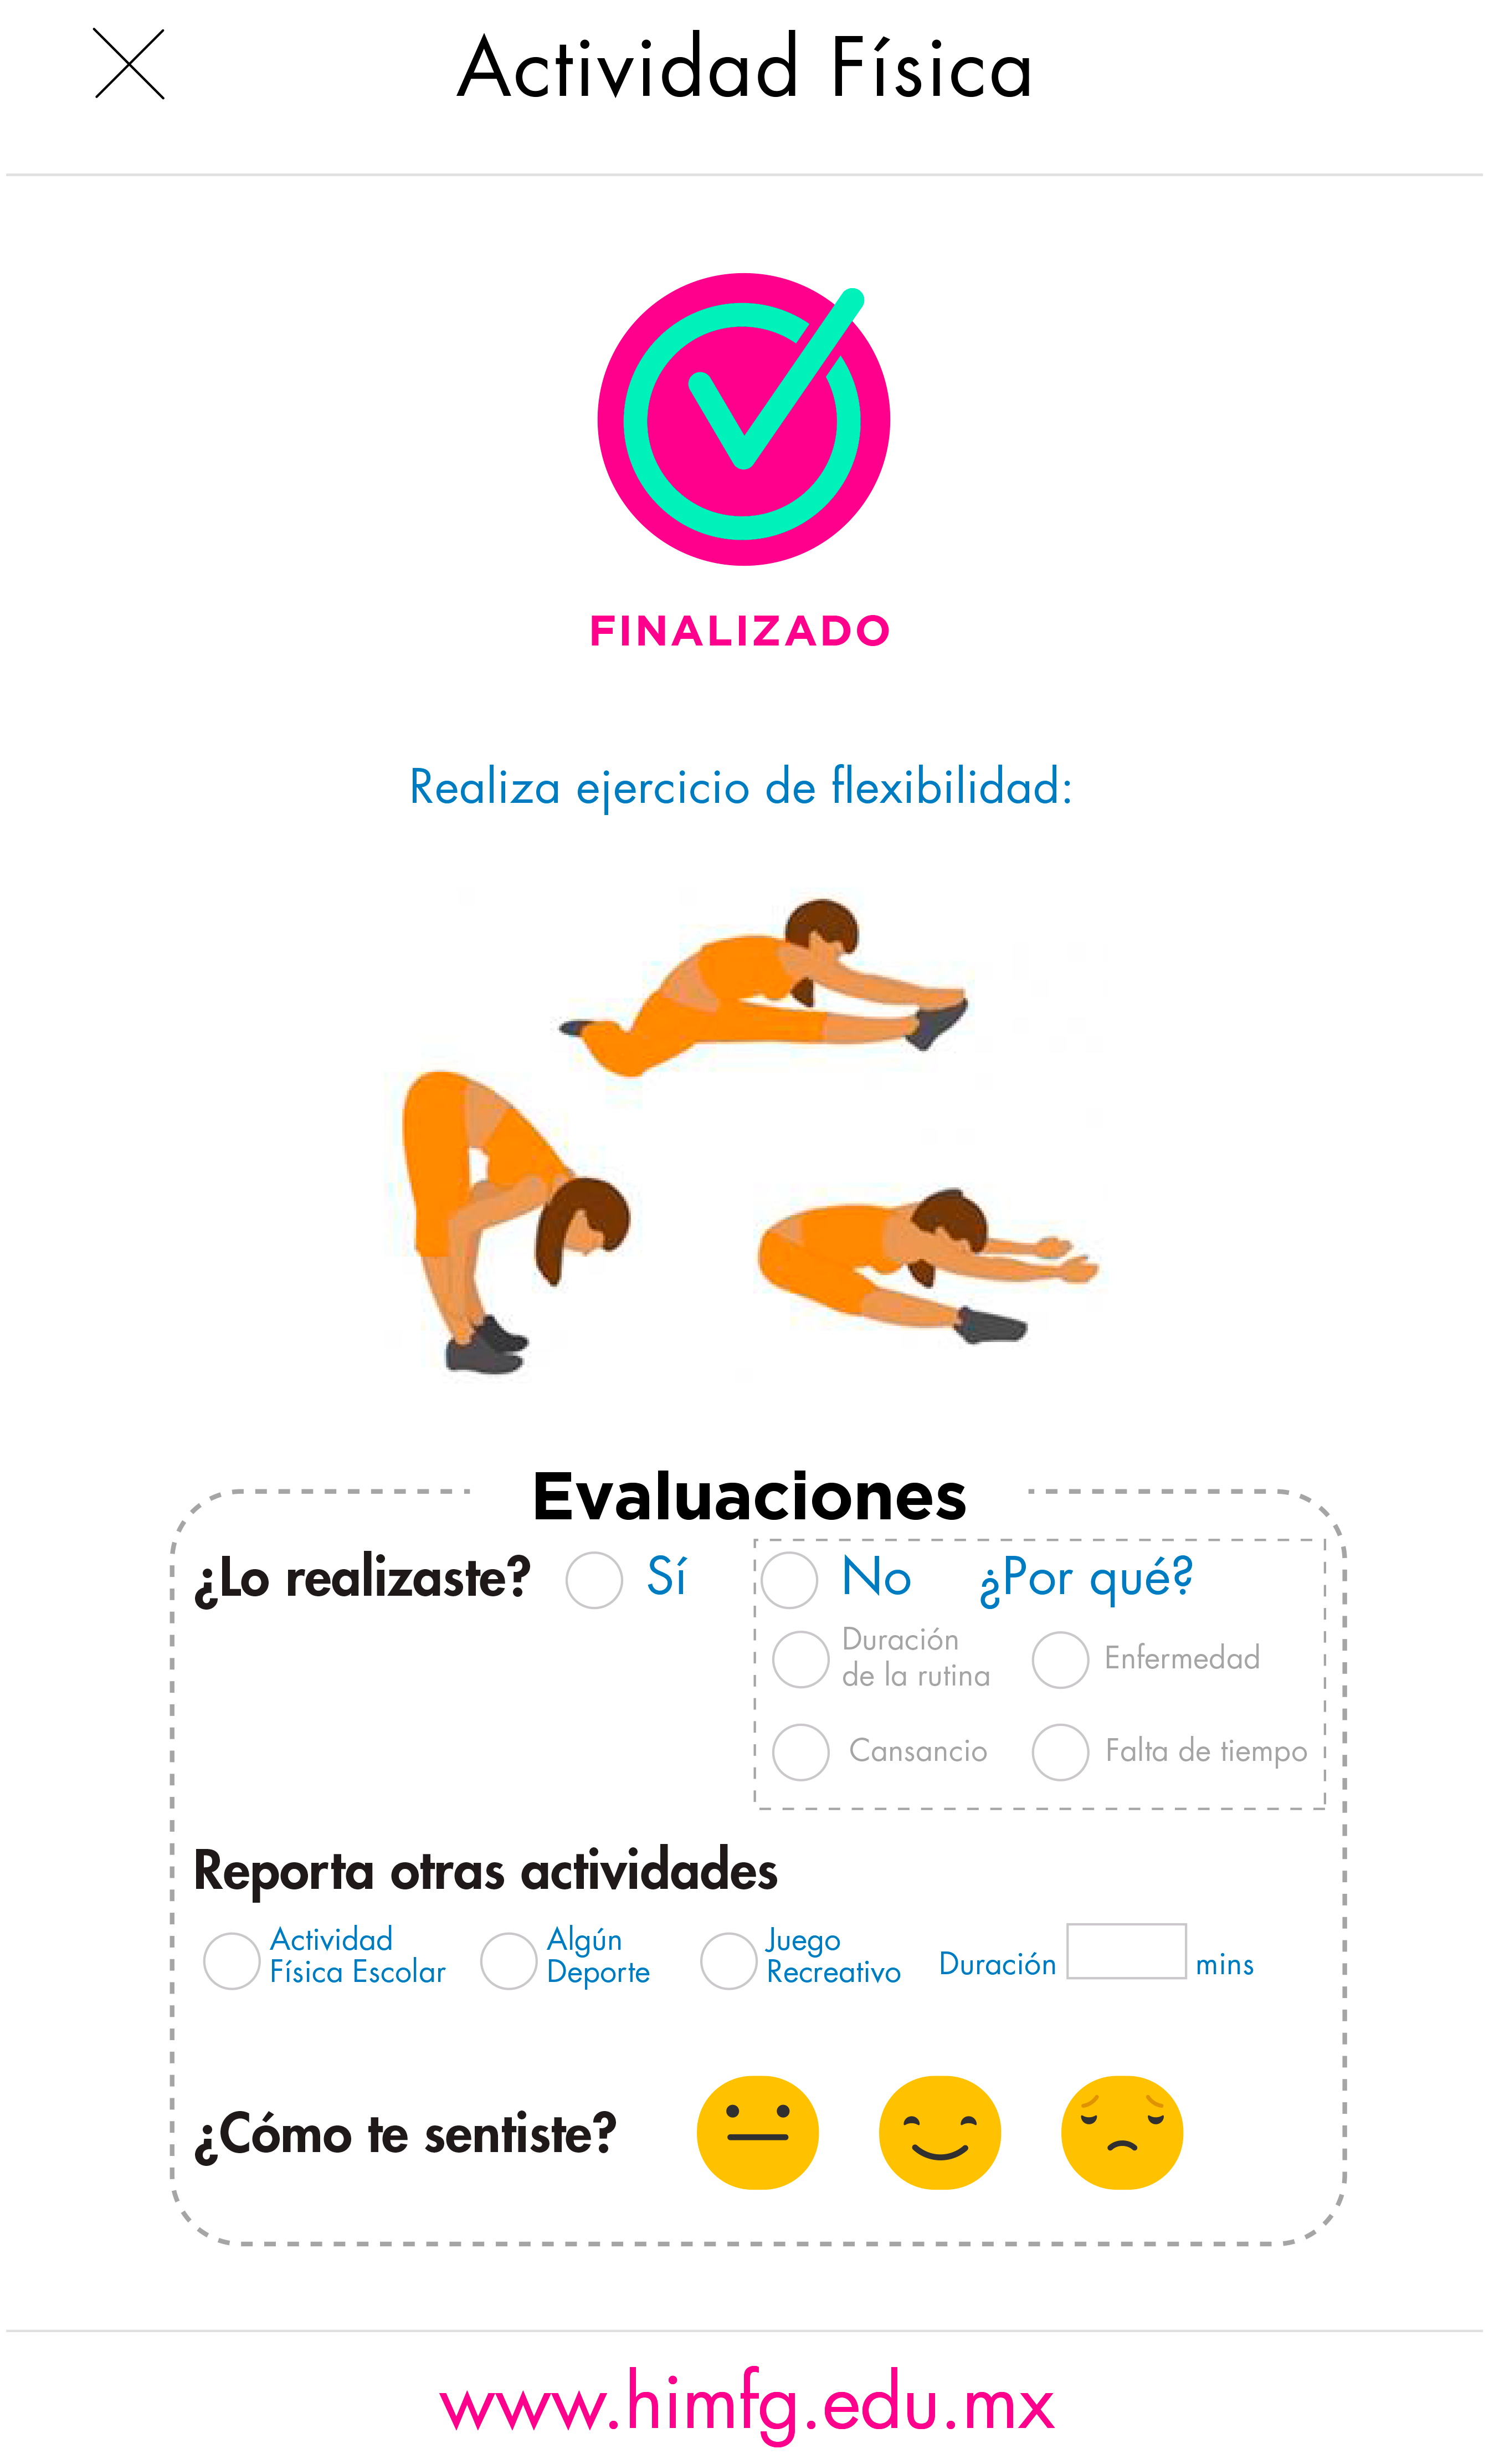 Actividad Física
FINALIZADO
Realiza ejercicio de flexibilidad:
Evaluaciones
¿Lo realizaste? Sí No ¿Por qué?
Duración
de la rutina
Enfermedad
Cansancio
Falta de tiempo
Reporta otras actividades
Actividad
Física Escolar
Algún
Deporte
Juego
Recreativo
Duración mins
¿Cómo te sentiste?
www.himfg.edu.mx